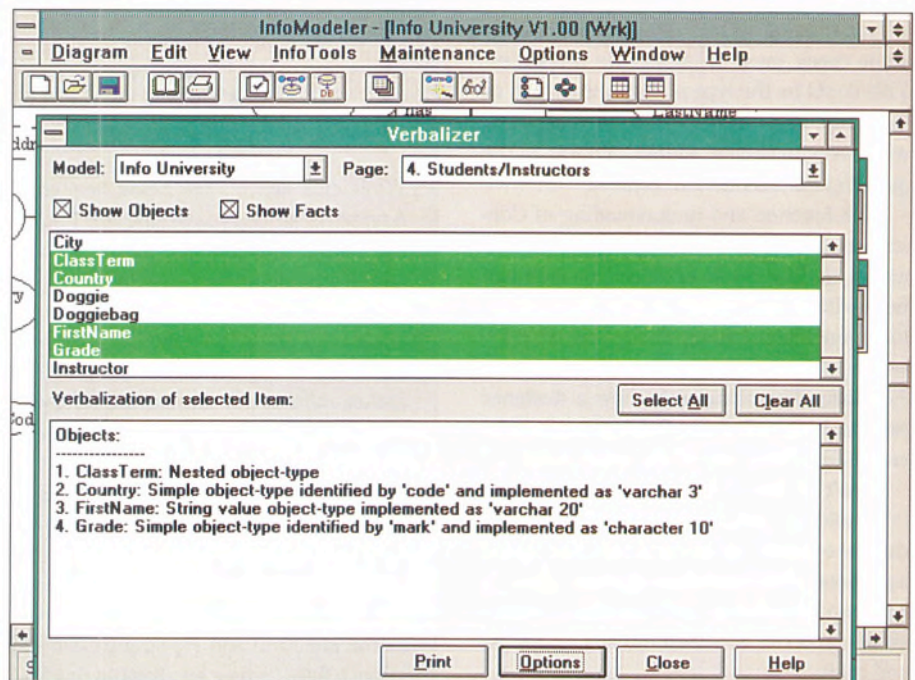 InfoModeler - [Info University V1.00 (Wrk)]
Diagram Edit View InfoTools Maintenance Options Window Help
has
LastName
Verbalizer
Model: Info University Page: 4. Students/Instructors
Show Objects Show Facts
City
ClassTerm
Country
Doggie
Doggiebag
FirstName
Grade
Instructor
Verbalization of selected Item:
Select All Clear All
Objects:
----------------
1. ClassTerm: Nested object-type
2. Country: Simple object-type identified by 'code' and implemented as 'varchar 3'
3. FirstName: String value object-type implemented as 'varchar 20'
4. Grade: Simple object-type identified by 'mark' and implemented as 'character 10'
Print Options Close Help